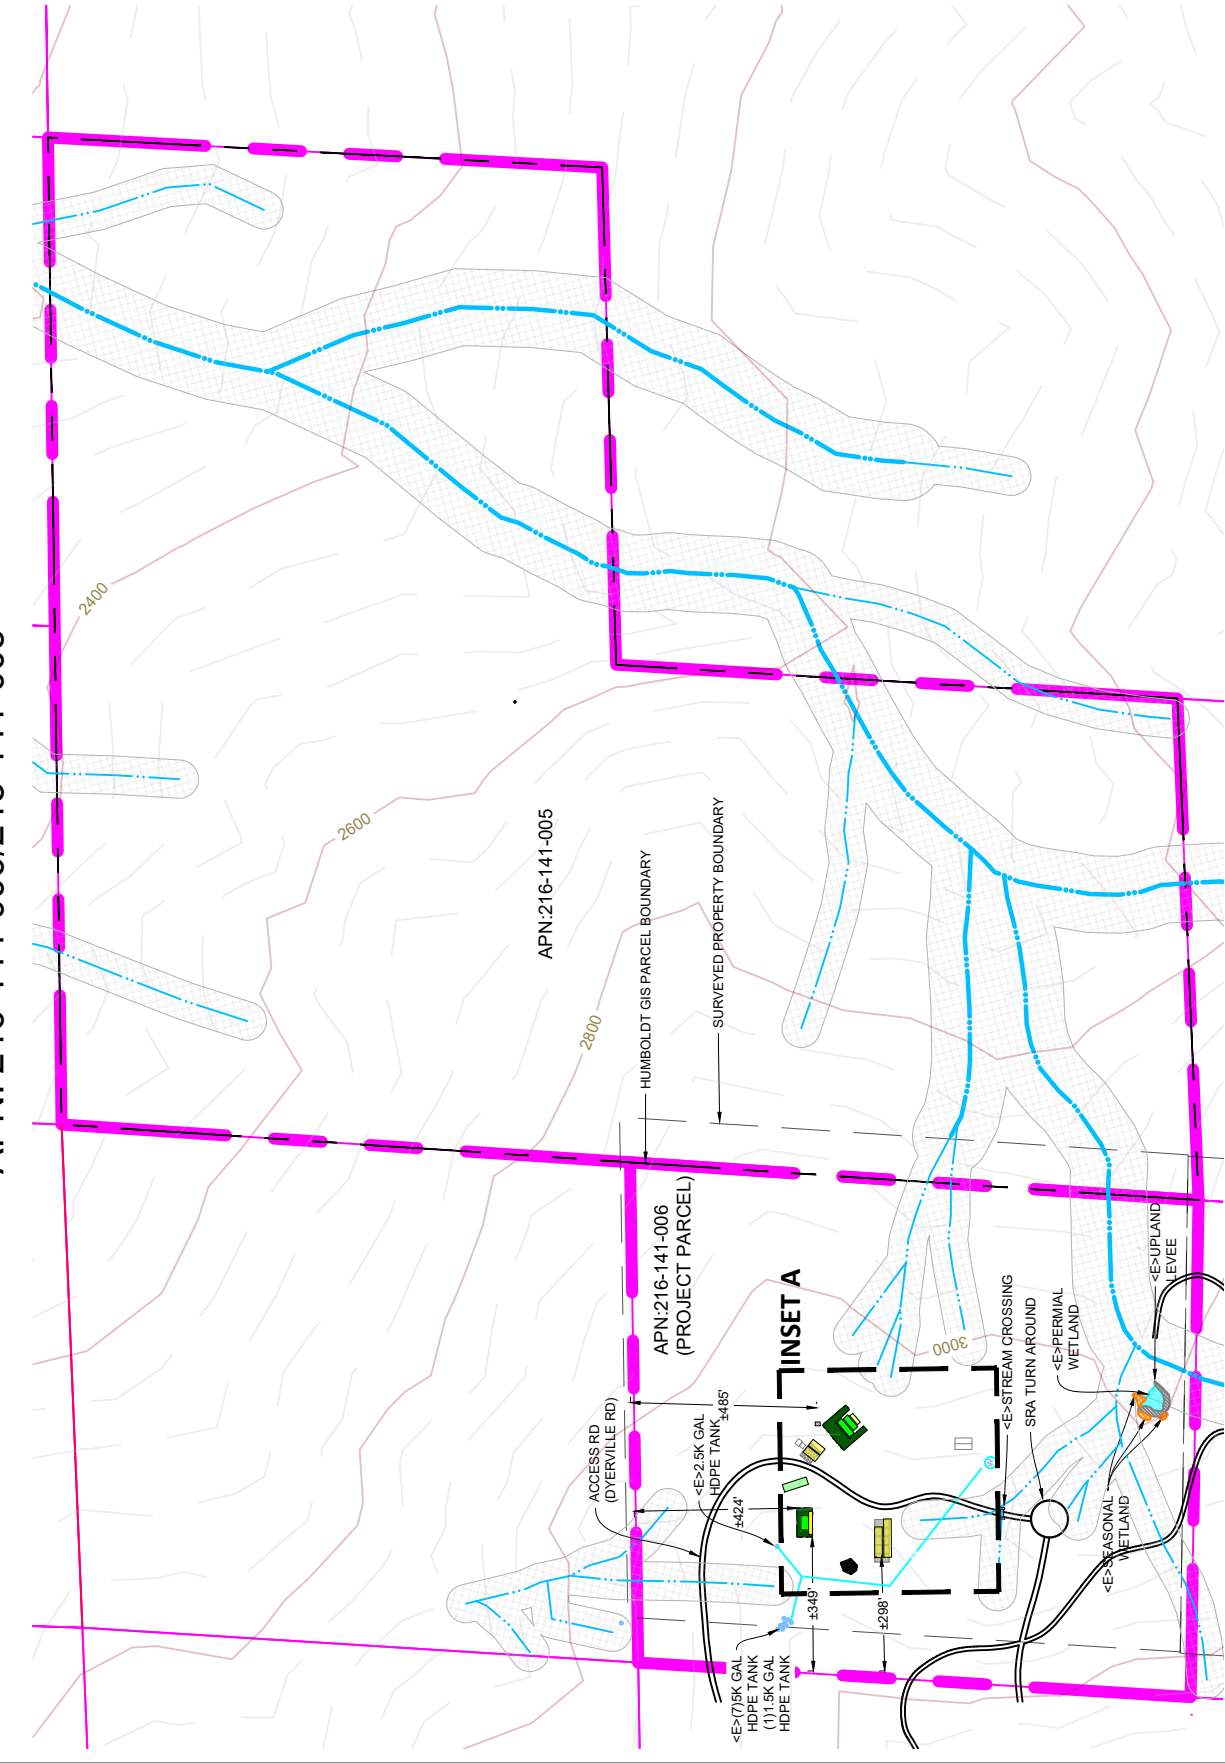 2400
2600
APN:216-141-005
2800
HUMBOLDT GIS PARCEL BOUNDARY
SURVEYED PROPERTY BOUNDARY
APN:216-141-006
(PROJECT PARCEL)
INSET A
3000
<E>UPLAND
LEVEE
<E>STREAM CROSSING
SRA TURN AROUND
<E>PERMIAL
WETLAND
ACCESS RD
(DYERVILLE RD)
<E>2.5K GAL
HDPE TANK
±485'
±424'
W
<E>SEASONAL
WETLAND
±349'
±298'
<E>(7)5K GAL
HDPE TANK
(1)1.5K GAL
HDPE TANK